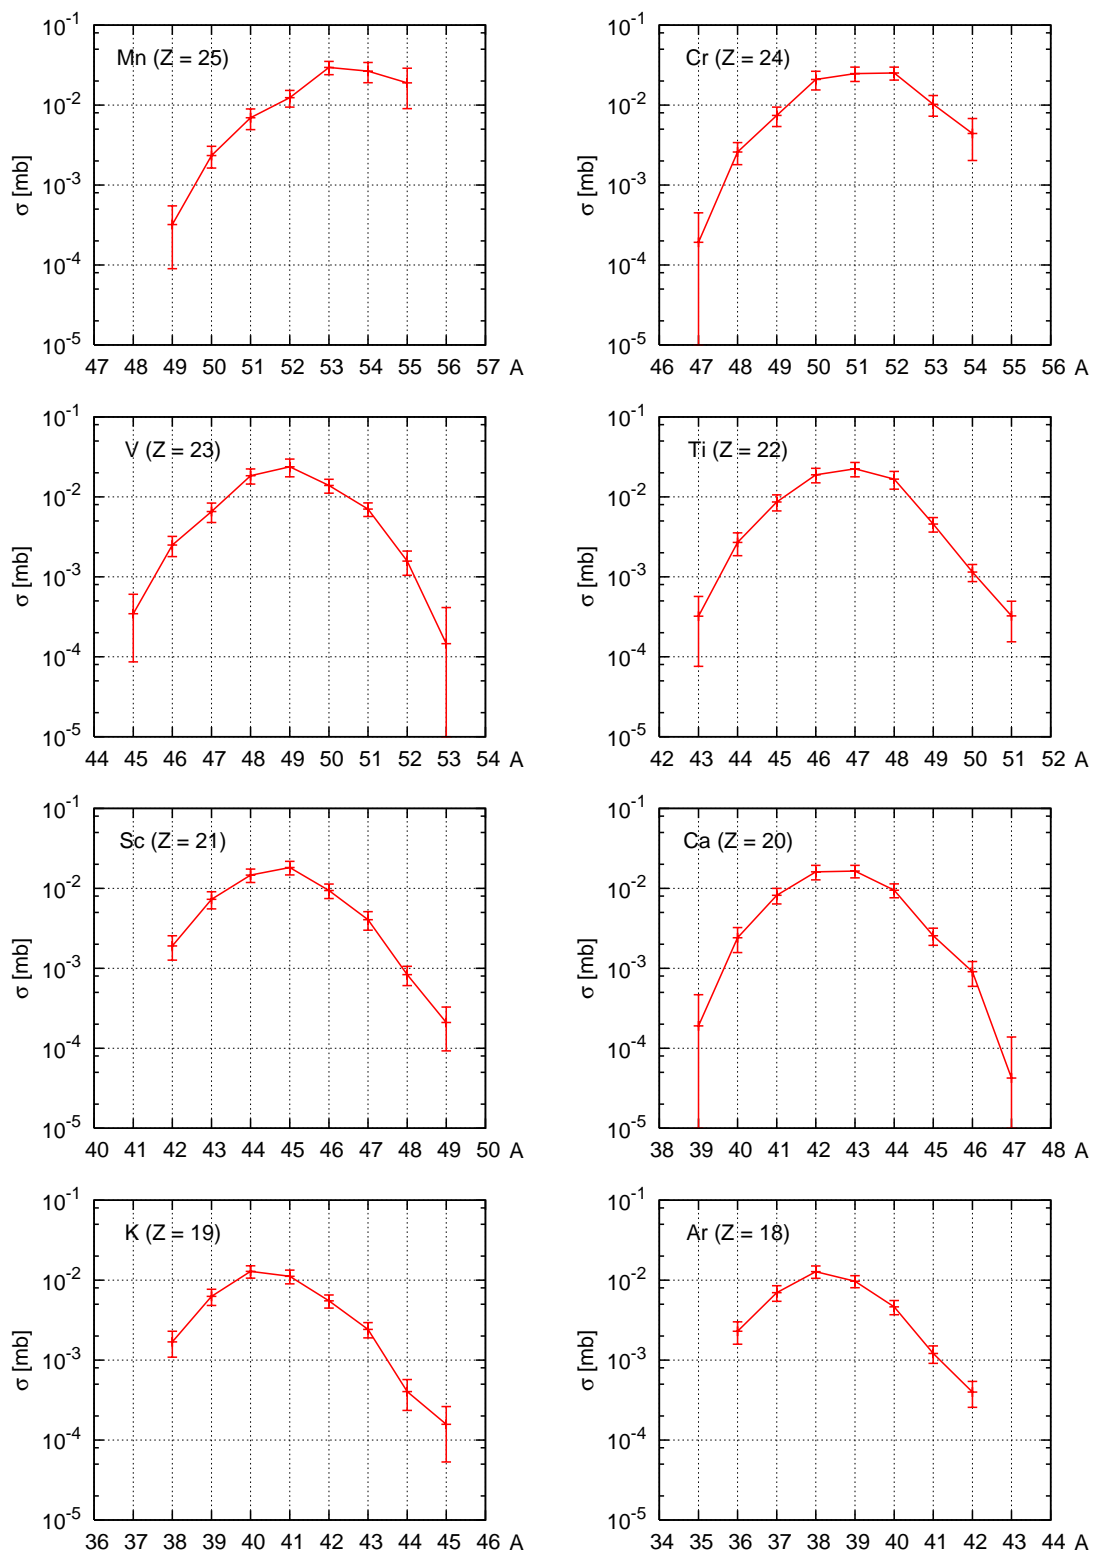 Mn (Z = 25)
σ [mb]
10-1
10-2
10-3
10-4
10-5
47 48 49 50 51 52 53 54 55 56 57 A
Cr (Z = 24)
σ [mb]
10-1
10-2
10-3
10-4
10-5
46 47 48 49 50 51 52 53 54 55 56 A
V (Z = 23)
σ [mb]
10-1
10-2
10-3
10-4
10-5
44 45 46 47 48 49 50 51 52 53 54 A
Ti (Z = 22)
σ [mb]
10-1
10-2
10-3
10-4
10-5
42 43 44 45 46 47 48 49 50 51 52 A
Sc (Z = 21)
σ [mb]
10-1
10-2
10-3
10-4
10-5
40 41 42 43 44 45 46 47 48 49 50 A
Ca (Z = 20)
σ [mb]
10-1
10-2
10-3
10-4
10-5
38 39 40 41 42 43 44 45 46 47 48 A
K (Z = 19)
σ [mb]
10-1
10-2
10-3
10-4
10-5
36 37 38 39 40 41 42 43 44 45 46 A
Ar (Z = 18)
σ [mb]
10-1
10-2
10-3
10-4
10-5
34 35 36 37 38 39 40 41 42 43 44 A